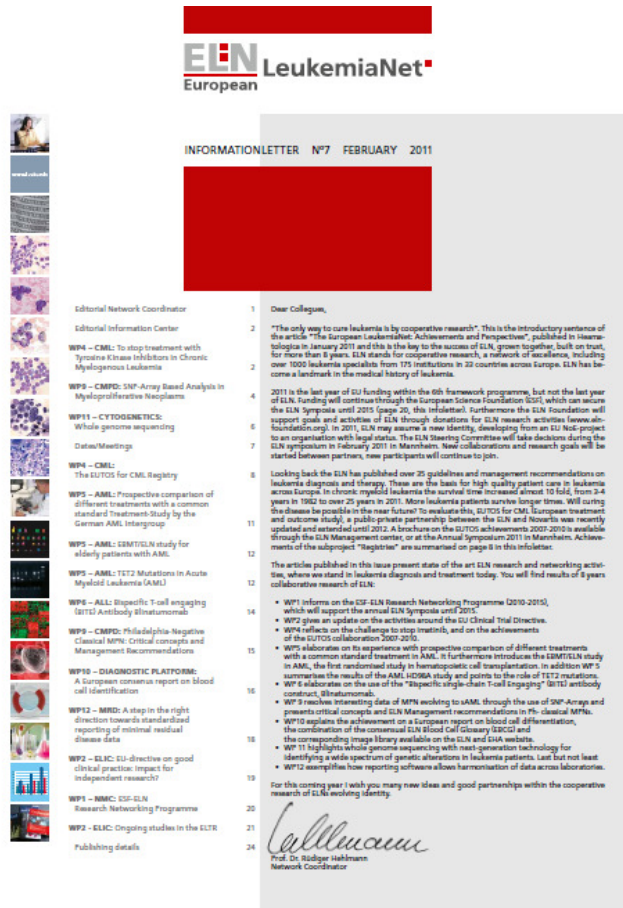 ELN
European
LeukemiaNet
INFORMATIONLETTER Nº7 FEBRUARY 2011
Editorial Network Coordinator 1
Editorial Information Center 2
WP4 – CML: To stop treatment with
Tyrosine Kinase Inhibitors in Chronic
Myelogenous Leukemia 2
WP9 – CMPD: SNP-Array Based Analysis in
Myeloproliferative Neoplasms 4
WP11 – CYTOGENETICS:
Whole genome sequencing 6
Dates/Meetings 7
WP4 – CML:
The EUTOS for CML Registry 8
WP5 – AML: Prospective comparison of
different treatments with a common
standard Treatment-Study by the
German AML Intergroup 11
WP5 – AML: EBMT/ELN study for
elderly patients with AML 12
WP5 – AML: TET2 Mutations in Acute
Myeloid Leukemia (AML) 12
WP6 – ALL: Bispecific T-cell engaging
(BITE) Antibody Blinatumomab 14
WP9 – CMPD: Philadelphia-Negative
Classical MPN: Critical concepts and
Management Recommendations 15
WP10 – DIAGNOSTIC PLATFORM:
A European consensus report on blood
cell identification 16
WP12 – MRD: A step in the right
direction towards standardized
reporting of minimal residual
disease data 18
WP2 – ELIC: EU-directive on good
clinical practice: Impact for
independent research? 19
WP1 – NMC: ESF-ELN
Research Networking Programme 20
WP2 – ELIC: Ongoing studies in the ELTR 21
Publishing details 24
Dear Collegues,
"The only way to cure leukemia is by cooperative research". This is the introductory sentence of
the article "The European LeukemiaNet: Achievements and Perspectives", published in Heama-
tologica in January 2011 and this is the key to the success of ELN, grown together, built on trust,
for more than 8 years. ELN stands for cooperative research, a network of excellence, including
over 1000 leukemia specialists from 175 institutions in 33 countries across Europe. ELN has be-
come a landmark in the medical history of leukemia.
2011 is the last year of EU funding within the 6th framework programme, but not the last year
of ELN. Funding will continue through the European Science Foundation (ESF), which can secure
the ELN Symposia until 2015 (page 20, this infoletter). Furthermore the ELN Foundation will
support goals and activities of ELN through donations for ELN research activities (www.eln-
foundation.org). In 2011, ELN may assume a new identity, developing from an EU NoE-project
to an organisation with legal status. The ELN Steering Committee will take decisions during the
ELN symposium in February 2011 in Mannheim. New collaborations and research goals will be
started between partners, new participants will continue to join.
Looking back the ELN has published over 35 guidelines and management recommendations on
leukemia diagnosis and therapy. These are the basis for high quality patient care in leukemia
across Europe. In chronic myeloid leukemia the survival time increased almost 10 fold, from 3-4
years in 1982 to over 25 years in 2011. More leukemia patients survive longer times. Will curing
the disease be possible in the near future? To evaluate this, EUTOS for CML (European treatment
and outcome study), a public-private partnership between the ELN and Novartis was recently
updated and extended until 2012. A brochure on the EUTOS achievements 2007-2010 is available
through the ELN Management center, or at the Annual Symposium 2011 in Mannheim. Achieve-
ments of the subproject "Registries" are summarised on page 8 in this infoletter.
The articles published in this issue present state of the art ELN research and networking activi-
ties, where we stand in leukemia diagnosis and treatment today. You will find results of 8 years
collaborative research of ELN:
• WP1 informs on the ESF-ELN Research Networking Programme (2010-2015),
which will support the annual ELN Symposia until 2015.
• WP2 gives an update on the activities around the EU Clinical Trial Directive.
• WP4 reflects on the challenge to stop Imatinib, and on the achievements
of the EUTOS collaboration 2007-2010.
• WP5 elaborates on its experience with prospective comparison of different treatments
with a common standard treatment in AML. It furthermore introduces the EBMT/ELN study
in AML, the first randomised study in hematopoietic cell transplantation. In addition WP 5
summarises the results of the AML HD98A study and points to the role of TET2 mutations.
• WP 6 elaborates on the use of the "Bispecific single-chain T-cell Engaging" (BITE) antibody
construct, Blinatumomab.
• WP 9 resolves interesting data of MPN evolving to sAML through the use of SNP-Arrays and
presents critical concepts and ELN Management recommendations in Ph- classical MPNs.
• WP10 explains the achievement on a European report on blood cell differentiation,
the combination of the consensual ELN Blood Cell Glossary (EBCG) and
the corresponding image library available on the ELN and EHA website.
• WP 11 highlights whole genome sequencing with next-generation technology for
identifying a wide spectrum of genetic alterations in leukemia patients. Last but not least
• WP12 exemplifies how reporting software allows harmonisation of data across laboratories.
For this coming year I wish you many new ideas and good partnerships within the cooperative
research of ELNs evolving identity.
Prof. Dr. Rüdiger Hehlmann
Network Coordinator